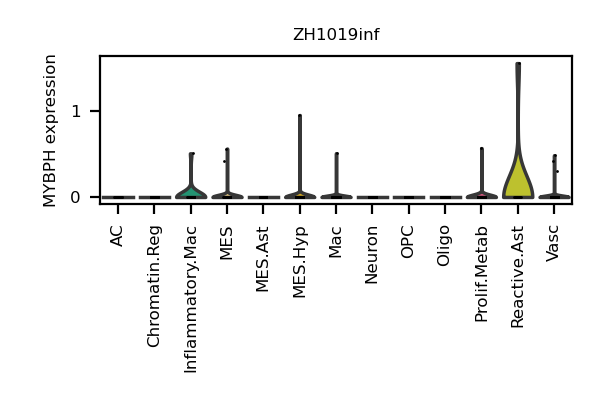 ZH1019inf
MYBPH expression
1
0
AC
Chromatin.Reg
Inflammatory.Mac
MES
MES.Ast
MES.Hyp
Mac
Neuron
OPC
Oligo
Prolif.Metab
Reactive.Ast
Vasc